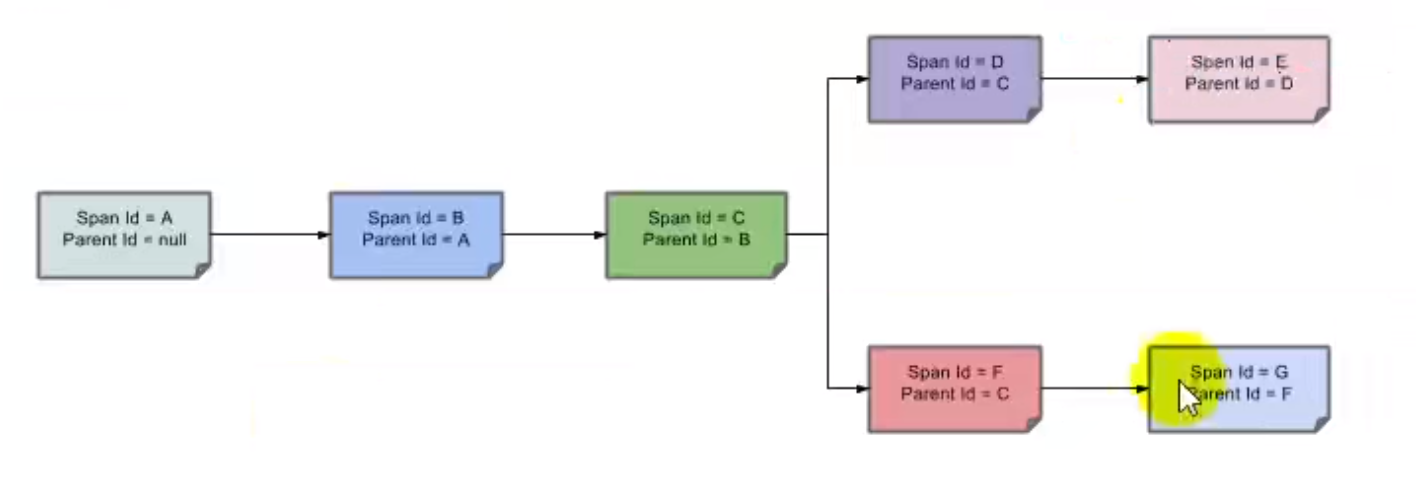 Span Id = A
Parent Id = null
Span Id = B
Parent Id = A
Span Id = C
Parent Id = B
Span Id = D
Parent Id = C
Span Id = E
Parent Id = D
Span Id = F
Parent Id = C
Span Id = G
Parent Id = F